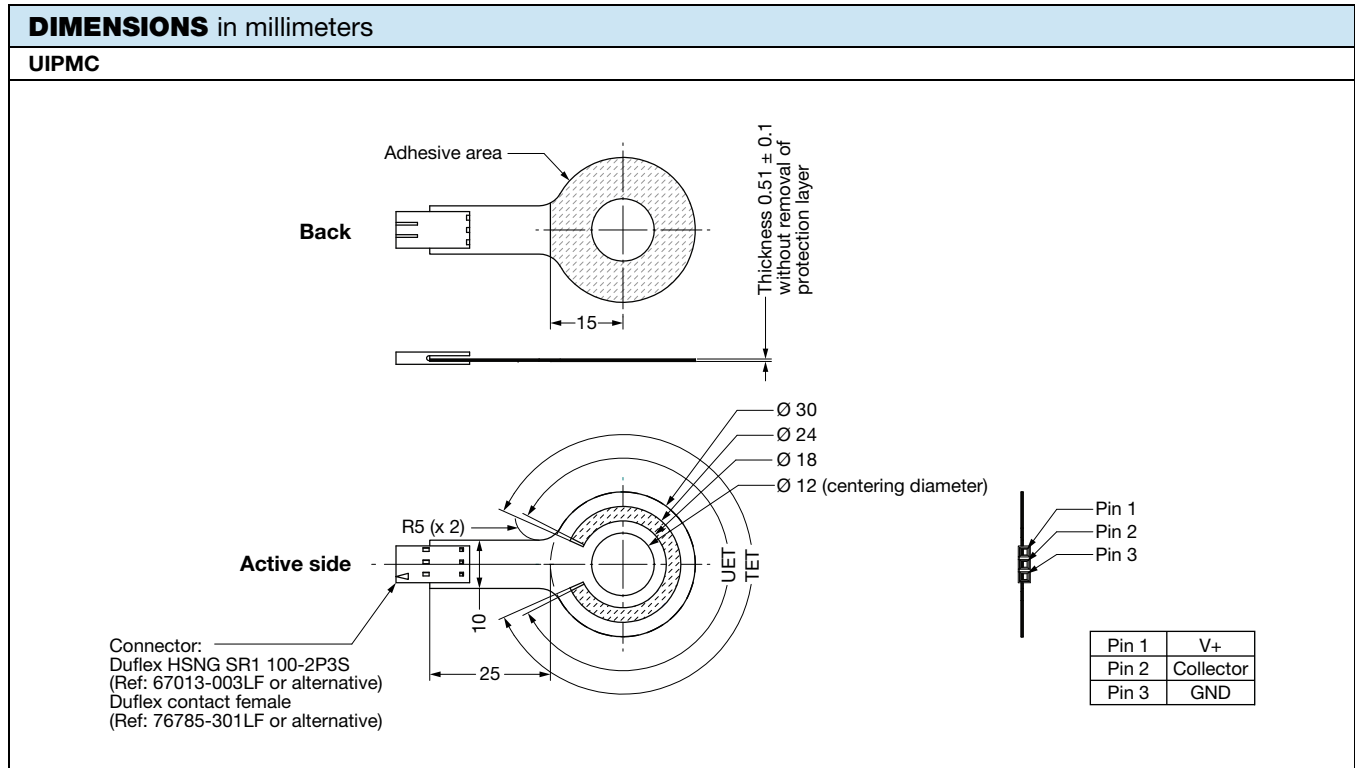 DIMENSIONS in millimeters
UIPMC
Adhesive area
Back
Thickness 0.51 ± 0.1
without removal of
protection layer
15
Ø 30
Ø 24
Ø 18
Ø 12 (centering diameter)
R5 (x 2)
Active side
UET
TET
10
25
Connector:
Duflex HSNG SR1 100-2P3S
(Ref: 67013-003LF or alternative)
Duflex contact female
(Ref: 76785-301LF or alternative)
Pin 1
Pin 2
Pin 3
Pin 1 V+
Pin 2 Collector
Pin 3 GND